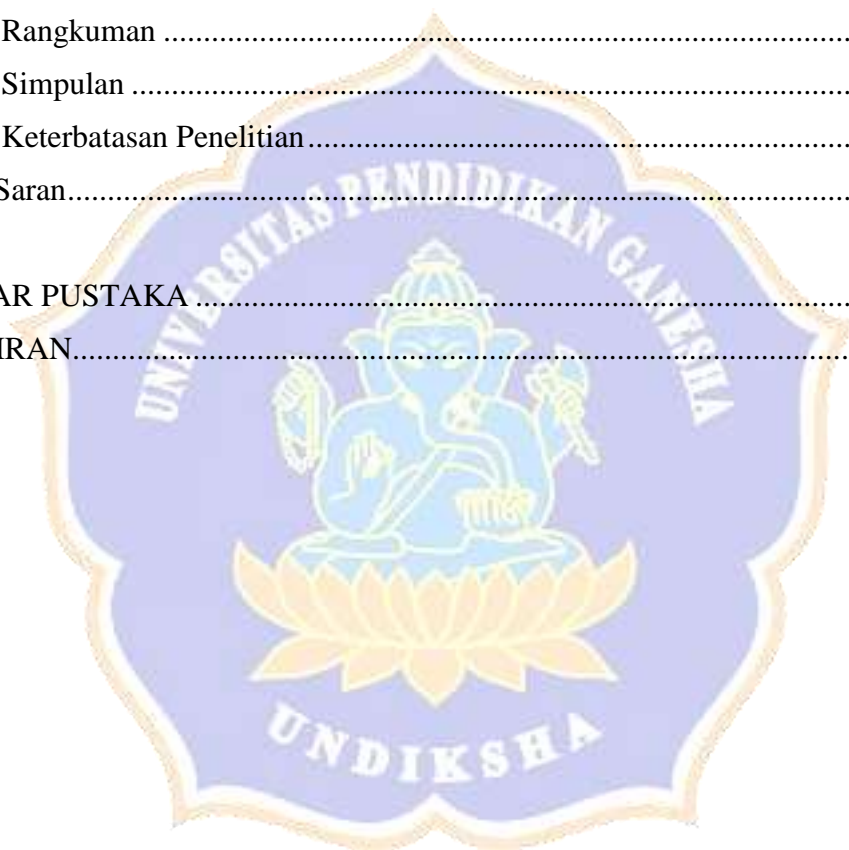 Rangkuman ........................................................................................
Simpulan ............................................................................................
Keterbatasan Penelitian.....................................................................
Saran....................................................................................................
AR PUSTAKA ...................................................................................
IRAN...................................................................................................
UNIVERSITAS PENDIDIKAN GANESHA
UNDIKSHA